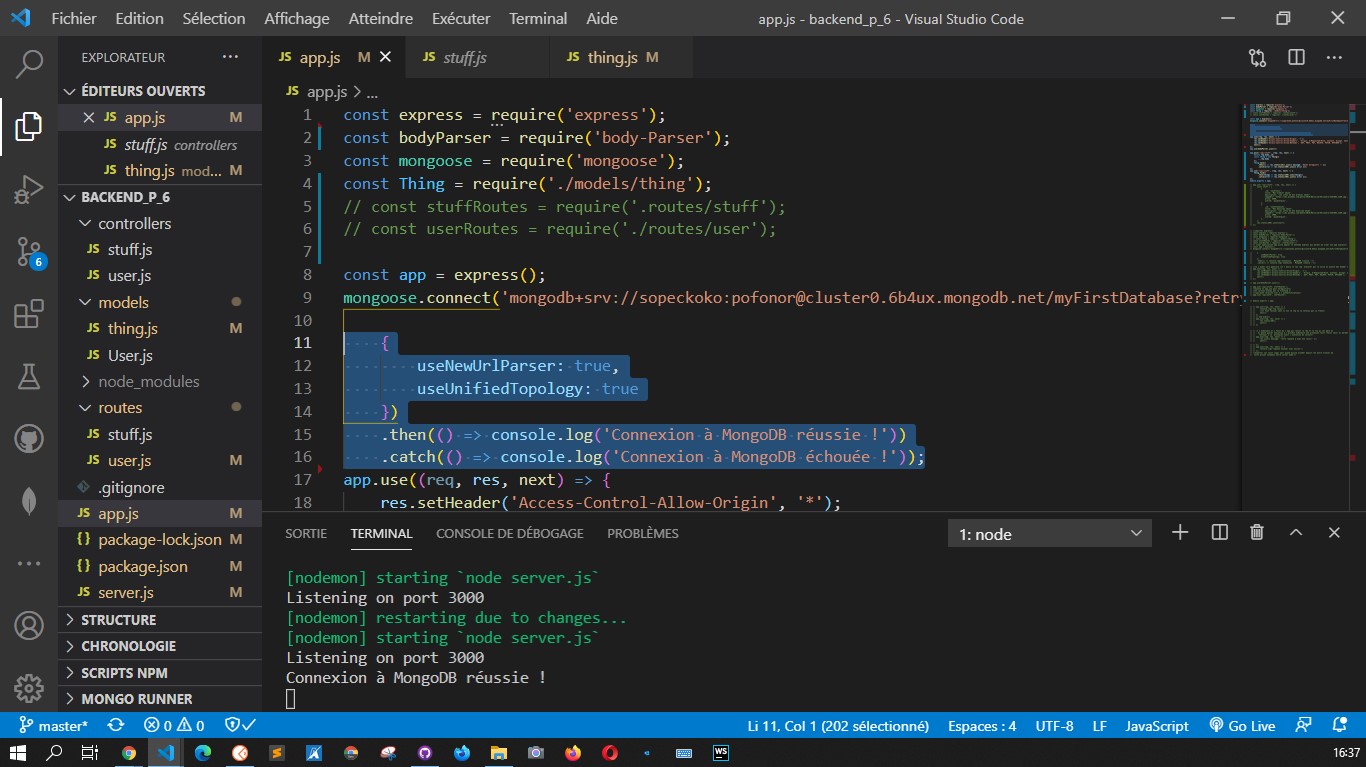 Fichier Edition Sélection Affichage Atteindre Exécuter Terminal Aide app.js - backend_p_6 - Visual Studio Code
EXPLORATEUR ...
ÉDITEURS OUVERTS
JS app.js M
JS stuff.js controllers
JS thing.js mod... M
BACKEND_P_6
controllers
JS stuff.js
JS user.js
models
JS thing.js M
JS User.js
node_modules
routes
JS stuff.js
JS user.js M
.gitignore
JS app.js M
{} package-lock.json M
{} package.json M
JS server.js M
STRUCTURE
CHRONOLOGIE
SCRIPTS NPM
MONGO RUNNER
6
JS app.js M JS stuff.js JS thing.js M
JS app.js > ...
1 const express = require('express');
2 const bodyParser = require('body-Parser');
3 const mongoose = require('mongoose');
4 const Thing = require('./models/thing');
5 // const stuffRoutes = require('.routes/stuff');
6 // const userRoutes = require('./routes/user');
7
8 const app = express();
9 mongoose.connect('mongodb+srv://sopeckoko:pofonor@cluster0.6b4ux.mongodb.net/myFirstDatabase?retr
10
11 {
12 useNewUrlParser: true,
13 useUnifiedTopology: true
14 })
15 .then(() => console.log('Connexion à MongoDB réussie !'))
16 .catch(() => console.log('Connexion à MongoDB échouée !'));
17 app.use((req, res, next) => {
18 res.setHeader('Access-Control-Allow-Origin', '*');
SORTIE TERMINAL CONSOLE DE DÉBOGAGE PROBLÈMES 1: node
[nodemon] starting `node server.js`
Listening on port 3000
[nodemon] restarting due to changes...
[nodemon] starting `node server.js`
Listening on port 3000
Connexion à MongoDB réussie !
master* 0 0 Li 11, Col 1 (202 sélectionné) Espaces : 4 UTF-8 LF JavaScript Go Live
WS 16:37